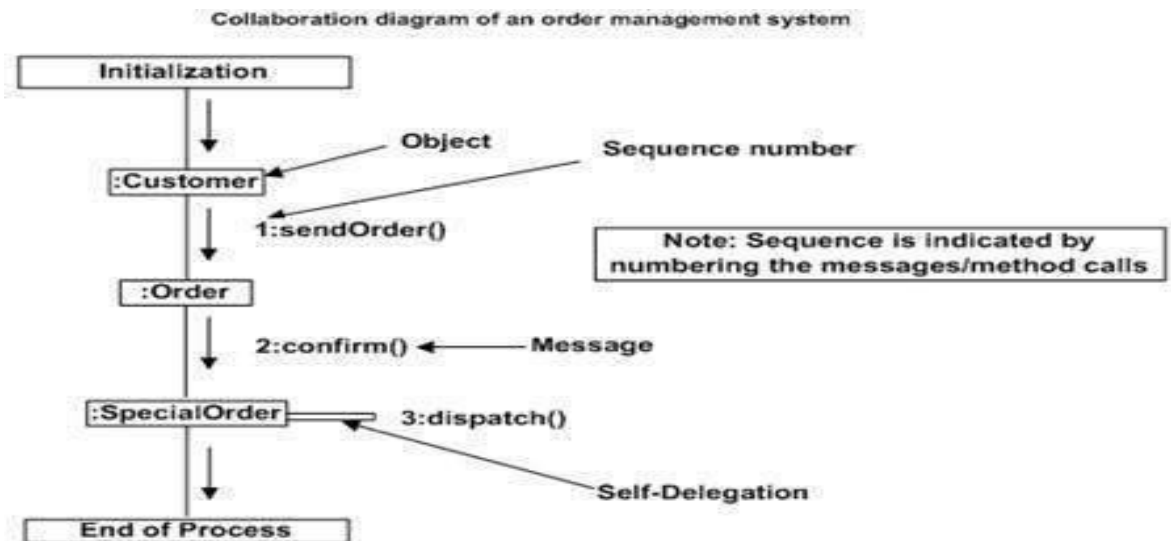 Collaboration diagram of an order management system
Initialization
Object
Sequence number
:Customer
1:sendOrder()
Note: Sequence is indicated by
numbering the messages/method calls
:Order
2:confirm()
Message
:SpecialOrder
3:dispatch()
Self-Delegation
End of Process